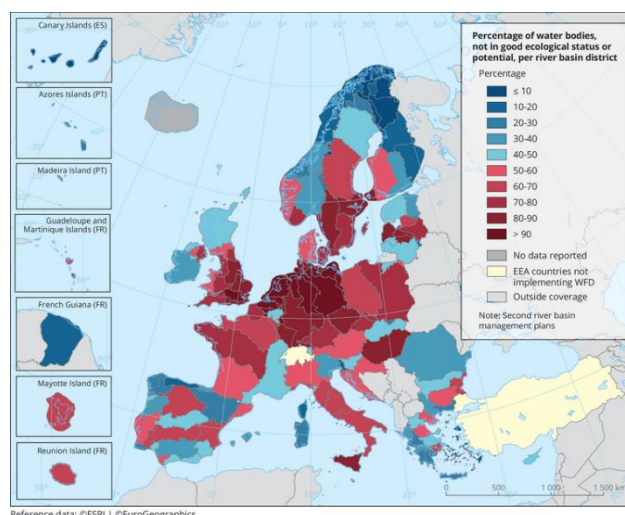 Canary Islands (ES)
Azores Islands (PT)
Madeira Island (PT)
Guadeloupe and
Martinique Islands (FR)
French Guiana (FR)
Mayotte Island (FR)
Reunion Island (FR)
Percentage of water bodies,
not in good ecological status or
potential, per river basin district
Percentage
≤ 10
10-20
20-30
30-40
40-50
50-60
60-70
70-80
80-90
> 90
No data reported
EEA countries not
implementing WFD
Outside coverage
Note: Second river basin
management plans
0 500 1 000 1 500 km
Reference data: ©ESRI | ©EuroGeographics